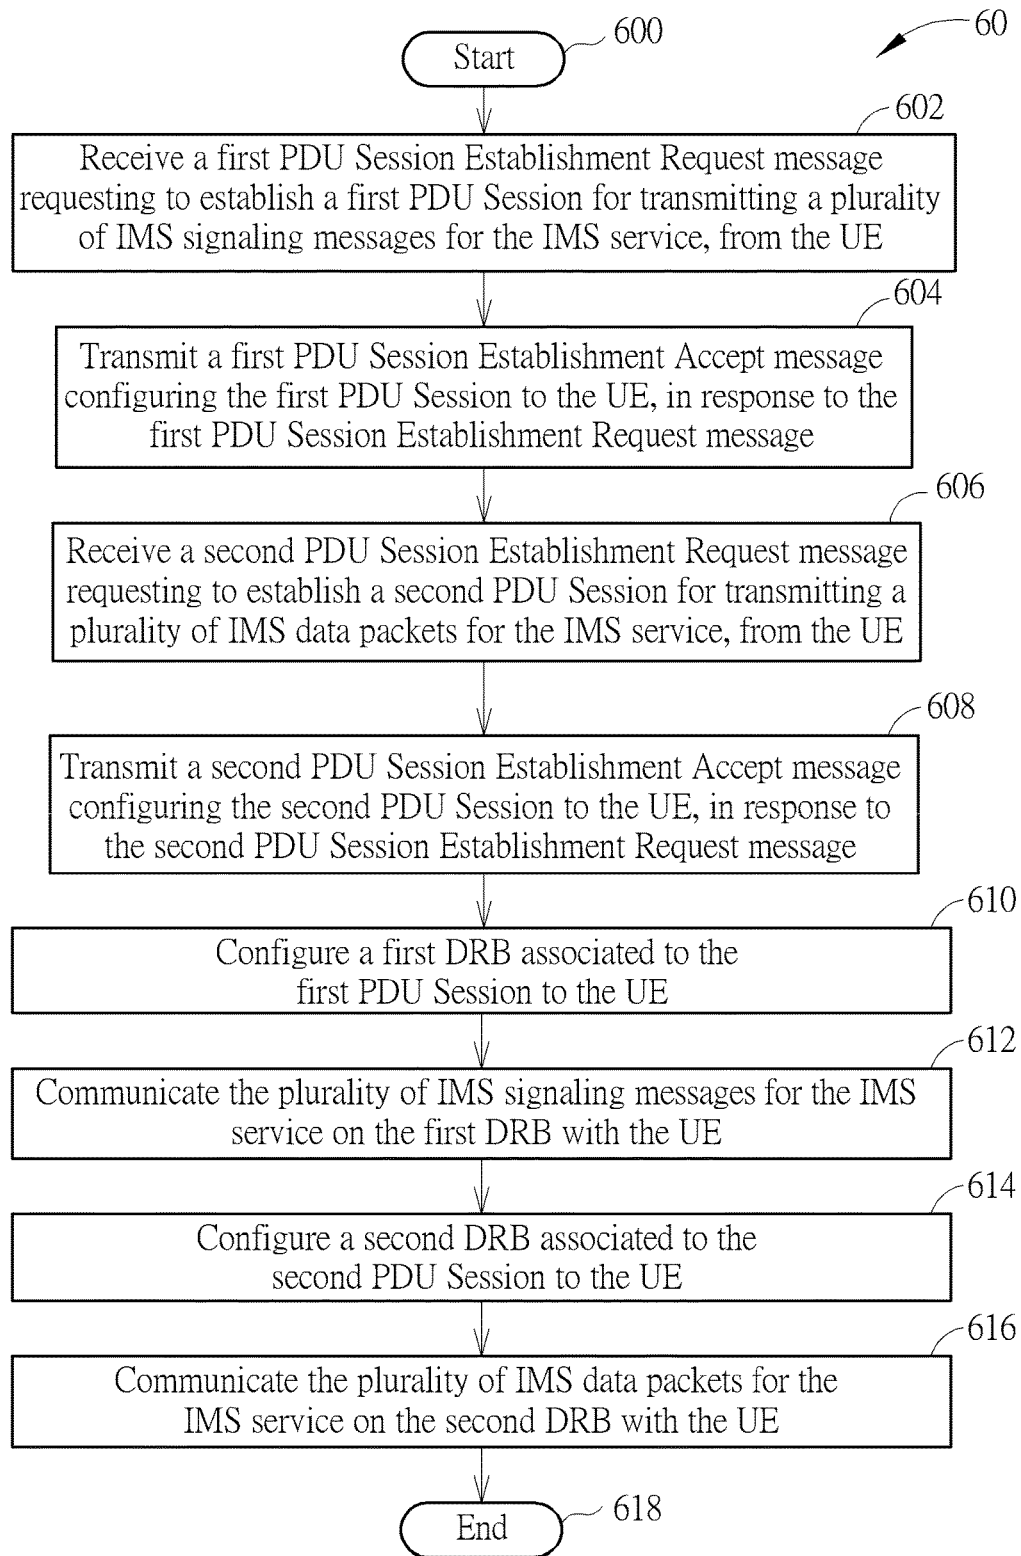 60
Start
600
602
Receive a first PDU Session Establishment Request message
requesting to establish a first PDU Session for transmitting a plurality
of IMS signaling messages for the IMS service, from the UE
604
Transmit a first PDU Session Establishment Accept message
configuring the first PDU Session to the UE, in response to the
first PDU Session Establishment Request message
606
Receive a second PDU Session Establishment Request message
requesting to establish a second PDU Session for transmitting a
plurality of IMS data packets for the IMS service, from the UE
608
Transmit a second PDU Session Establishment Accept message
configuring the second PDU Session to the UE, in response to
the second PDU Session Establishment Request message
610
Configure a first DRB associated to the
first PDU Session to the UE
612
Communicate the plurality of IMS signaling messages for the IMS
service on the first DRB with the UE
614
Configure a second DRB associated to the
second PDU Session to the UE
616
Communicate the plurality of IMS data packets for the
IMS service on the second DRB with the UE
End
618